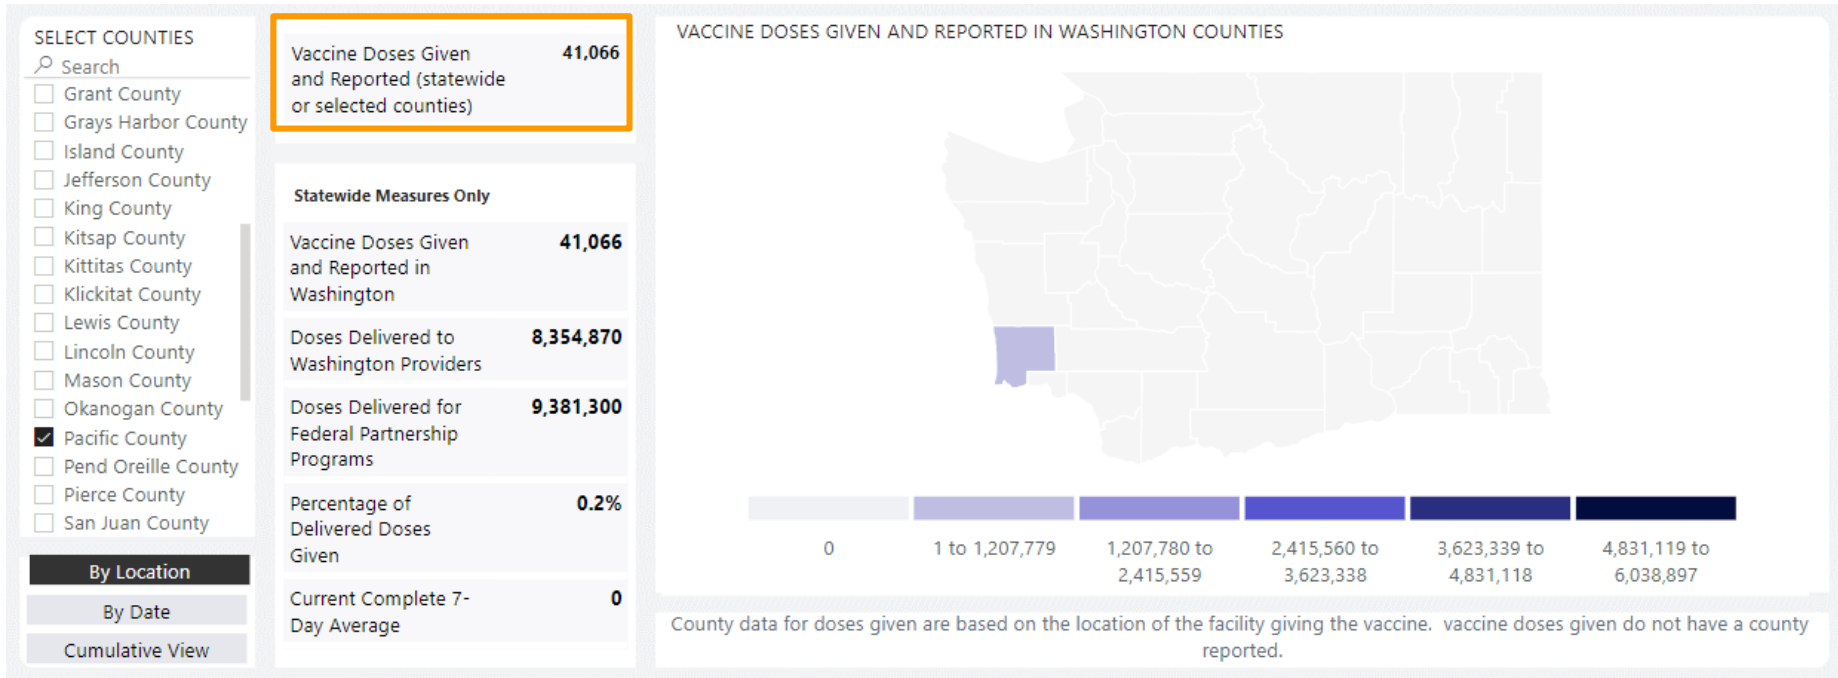 SELECT COUNTIES
Search
Grant County
Grays Harbor County
Island County
Jefferson County
King County
Kitsap County
Kittitas County
Klickitat County
Lewis County
Lincoln County
Mason County
Okanogan County
Pacific County
Pend Oreille County
Pierce County
San Juan County
By Location
By Date
Cumulative View
Vaccine Doses Given 41,066
and Reported (statewide
or selected counties)
Statewide Measures Only
Vaccine Doses Given 41,066
and Reported in
Washington
Doses Delivered to 8,354,870
Washington Providers
Doses Delivered for 9,381,300
Federal Partnership
Programs
Percentage of 0.2%
Delivered Doses
Given
Current Complete 7- 0
Day Average
VACCINE DOSES GIVEN AND REPORTED IN WASHINGTON COUNTIES
0
1 to 1,207,779
1,207,780 to
2,415,559
2,415,560 to
3,623,338
3,623,339 to
4,831,118
4,831,119 to
6,038,897
County data for doses given are based on the location of the facility giving the vaccine. vaccine doses given do not have a county
reported.